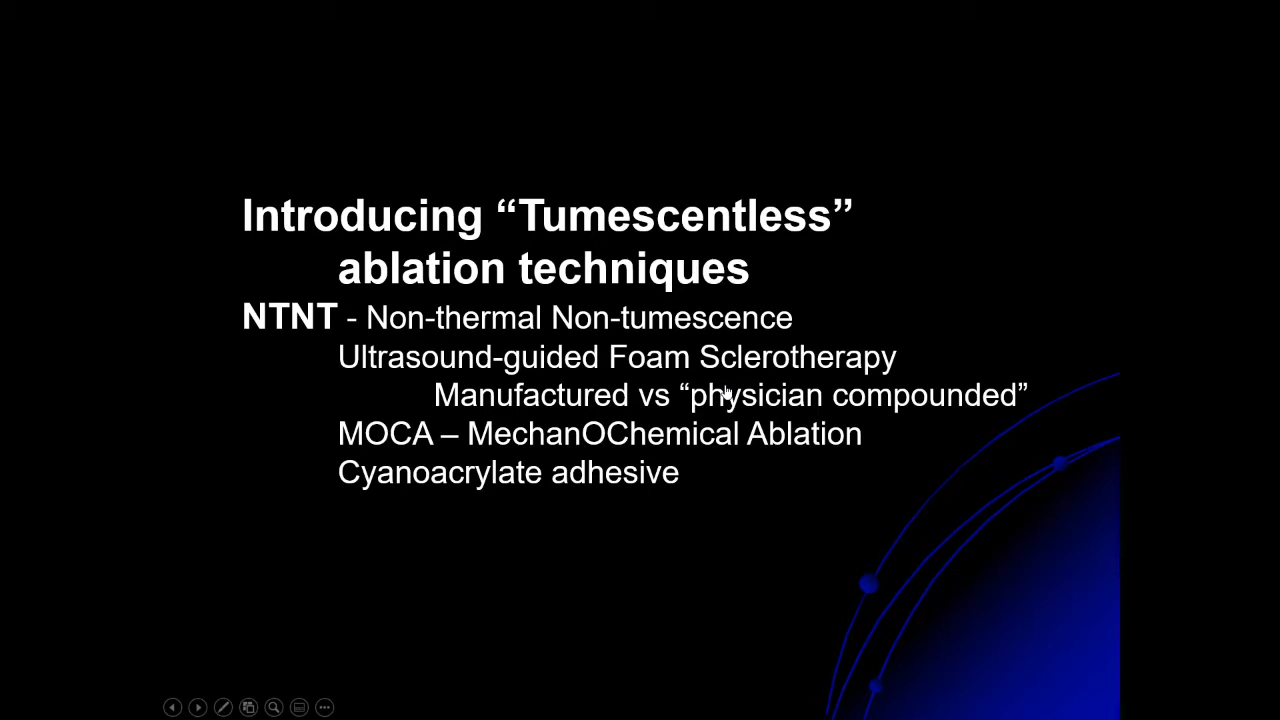 Introducing “Tumescentless”
ablation techniques
NTNT - Non-thermal Non-tumescence
Ultrasound-guided Foam Sclerotherapy
Manufactured vs “physician compounded”
MOCA – MechanOChemical Ablation
Cyanoacrylate adhesive